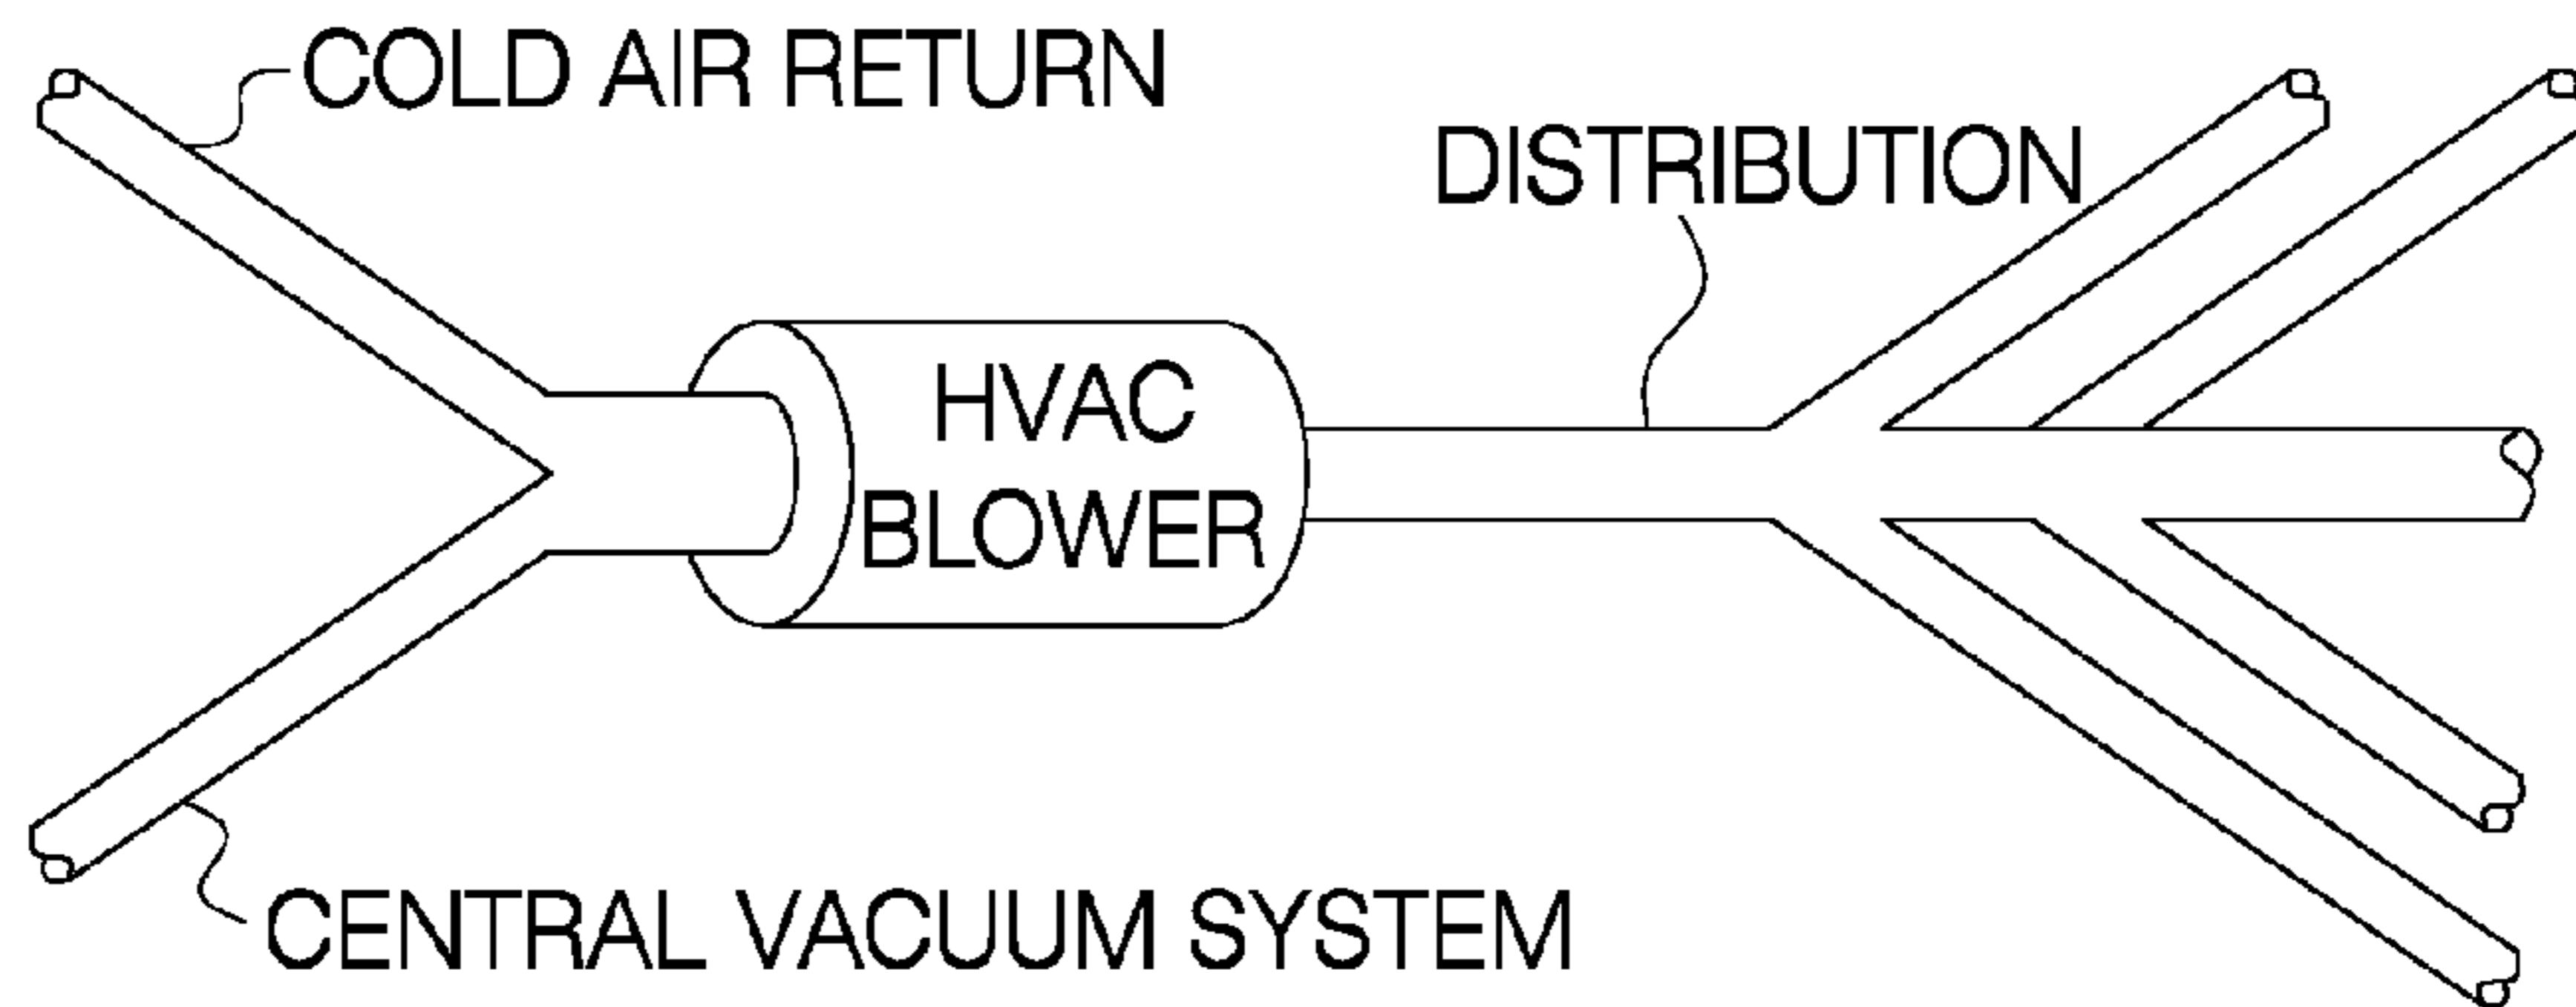 COLD AIR RETURN
DISTRIBUTION
HVAC
BLOWER
CENTRAL VACUUM SYSTEM